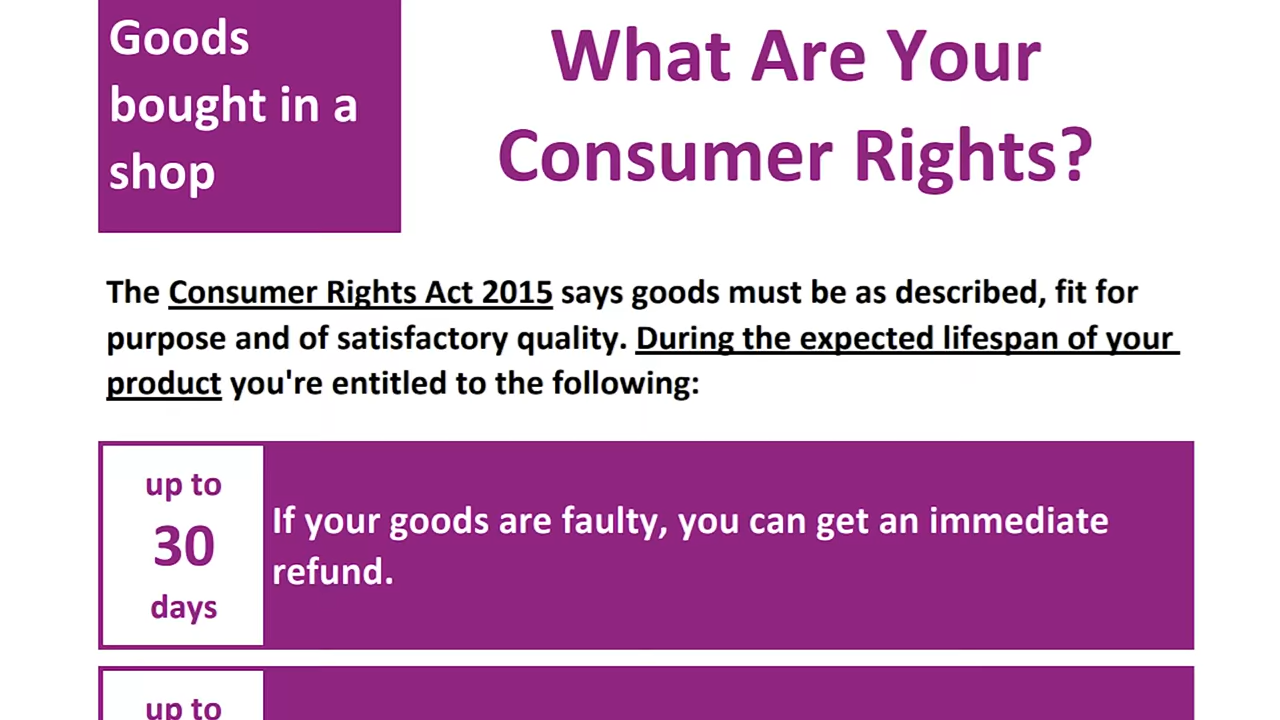 Goods
bought in a
shop
What Are Your
Consumer Rights?
The Consumer Rights Act 2015 says goods must be as described, fit for
purpose and of satisfactory quality. During the expected lifespan of your
product you're entitled to the following:
up to
30
days
If your goods are faulty, you can get an immediate
refund.
up to